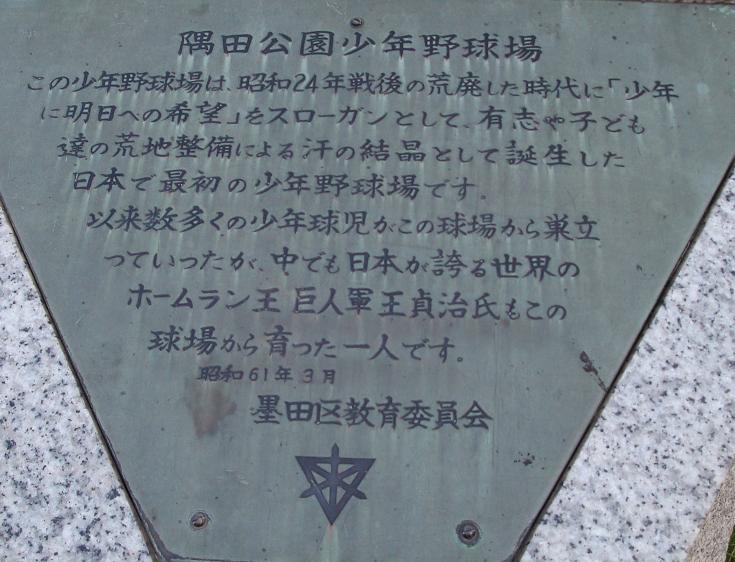 隅田公園少年野球場
この少年野球場は、昭和24年戦後の荒廃した時代に「少年
に明日への希望」をスローガンとして、有志や子ども
達の荒地整備による汗の結晶として誕生した
日本で最初の少年野球場です。
以来数多くの少年球児がこの球場から巣立
っていったが、中でも日本が誇る世界の
ホームラン王 巨人軍王貞治氏もこの
球場から育った一人です。
昭和61年3月
墨田区教育委員会